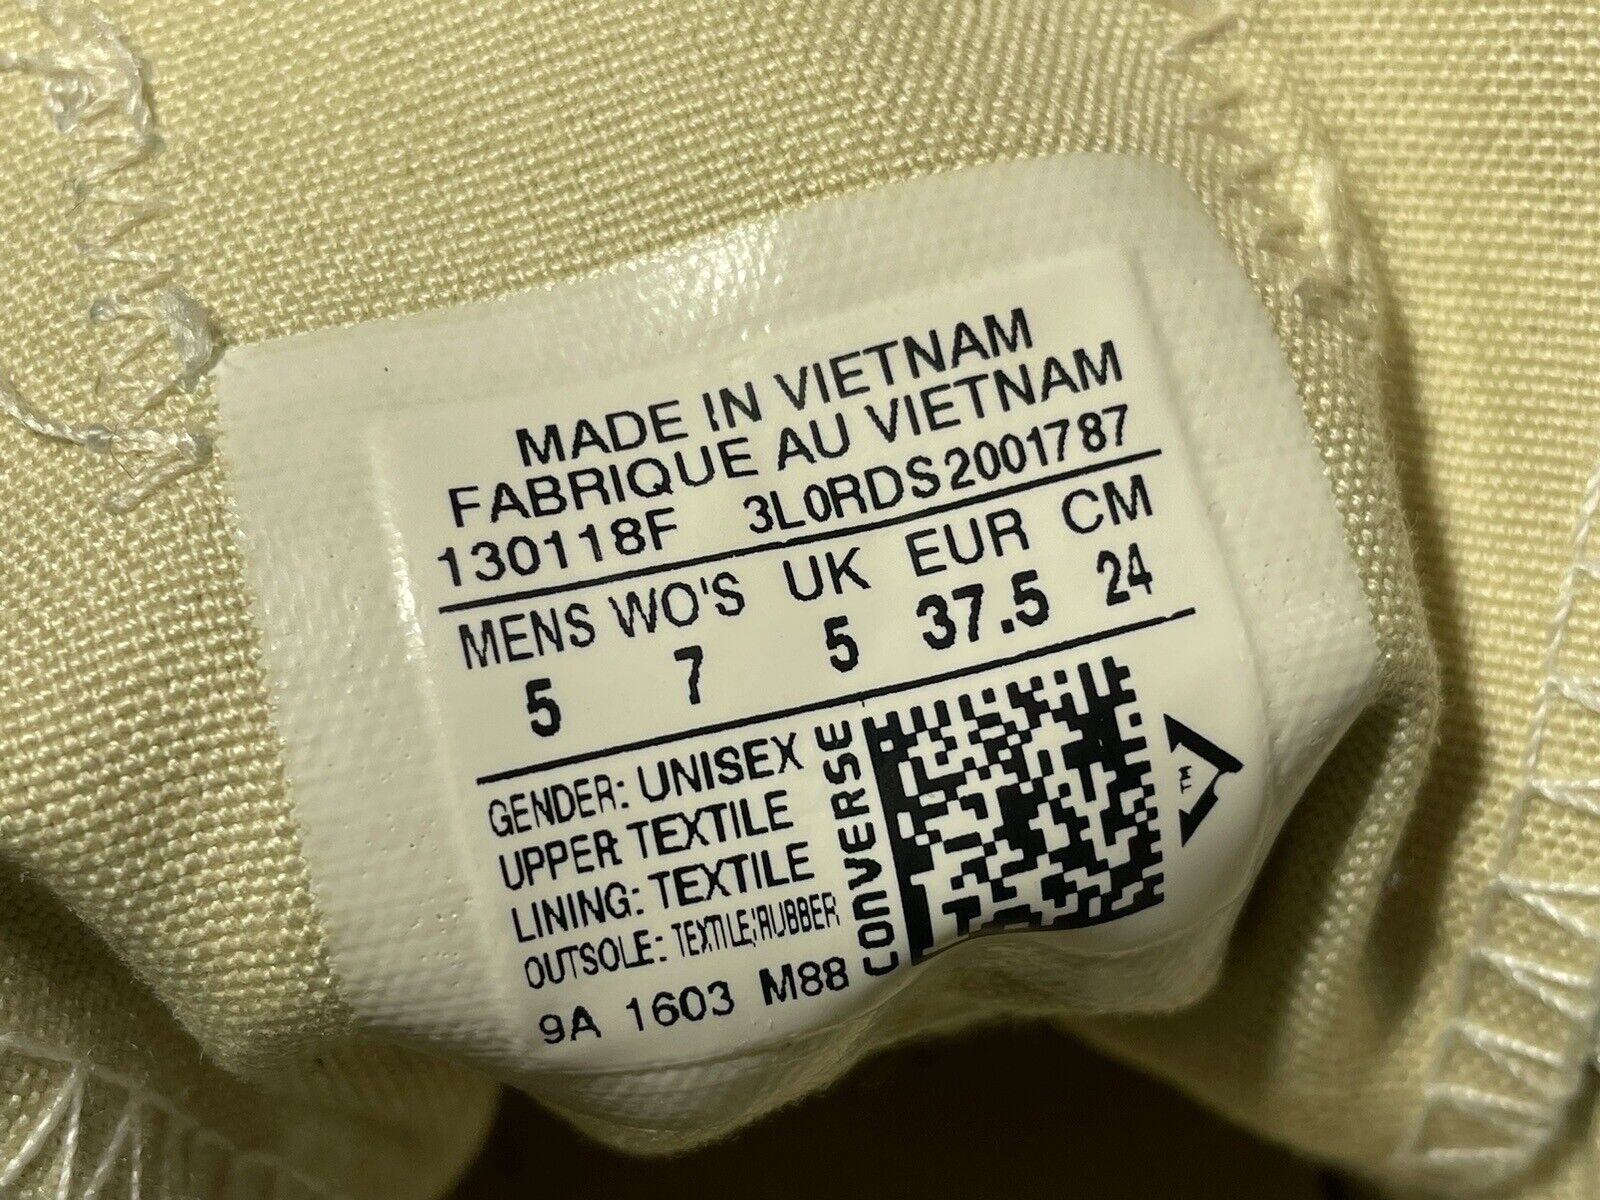 MADE IN VIETNAM
FABRIQUE AU VIETNAM
130118F 3L0RDS2001787
MENS WO'S UK EUR CM
5 7 5 37.5 24
GENDER: UNISEX
UPPER: TEXTILE
LINING: TEXTILE
OUTSOLE: TEXTILE/RUBBER
9A 1603 M88
CONVERSE